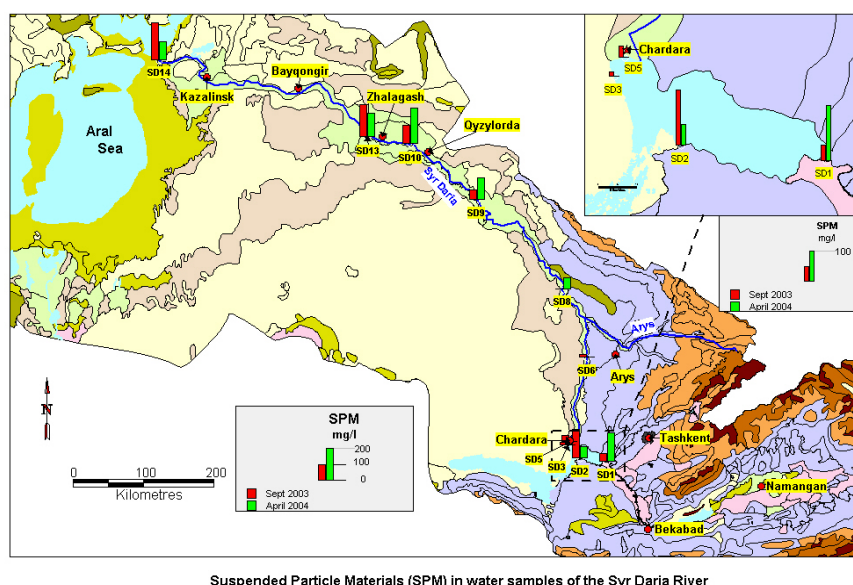 Chardara
SD5
SD3
SD2
SD1
SD14
Kazalinsk
Bayqongir
Zhalagash
Aral
Sea
SD13
SD10
Qyzylorda
Syr Daria
SD9
SPM
mg/l
100
Sept 2003
April 2004
SD8
Arys
SD6
Arys
N
SPM
mg/l
200
100
0
Sept 2003
April 2004
Chardara
SD5
SD3
SD2
SD1
Tashkent
Namangan
Bekabad
0 100 200
Kilometres
Suspended Particle Materials (SPM) in water samples of the Syr Daria River